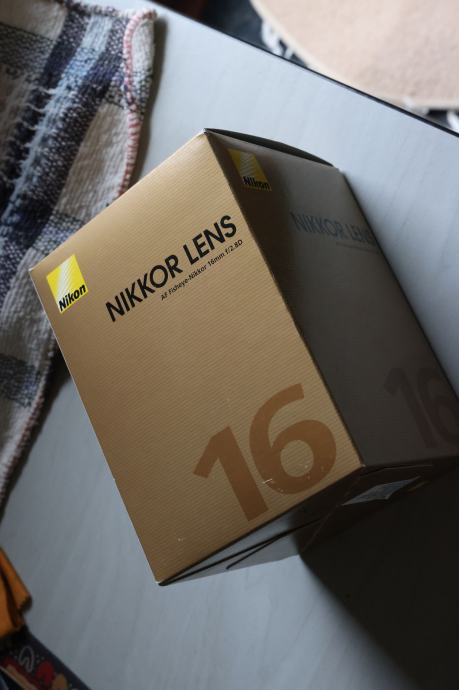 Nikon
NIKKOR LENS
AF Fisheye-Nikkor 16mm f/2.8D
16
Nikon
NIKKOR LENS
16